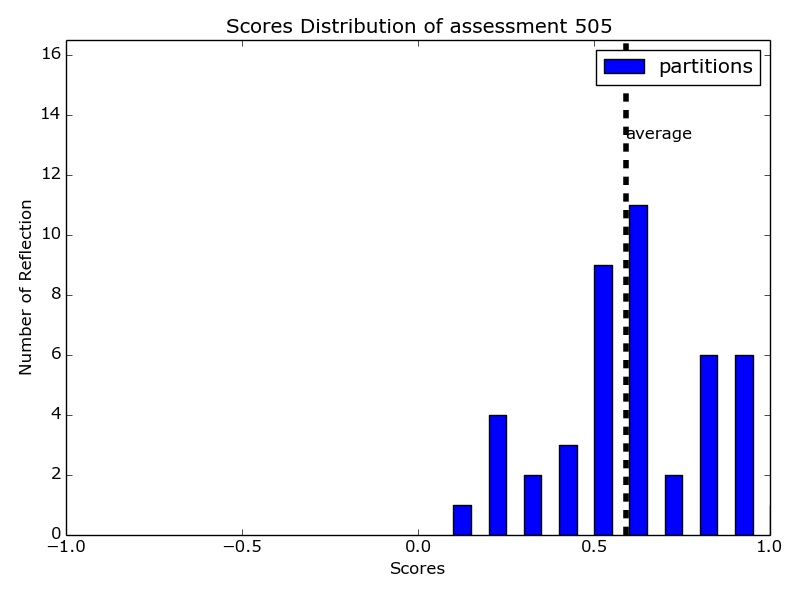 Scores Distribution of assessment 505
partitions
average
Number of Reflection
16
14
12
10
8
6
4
2
0
−1.0 −0.5 0.0 0.5 1.0
Scores